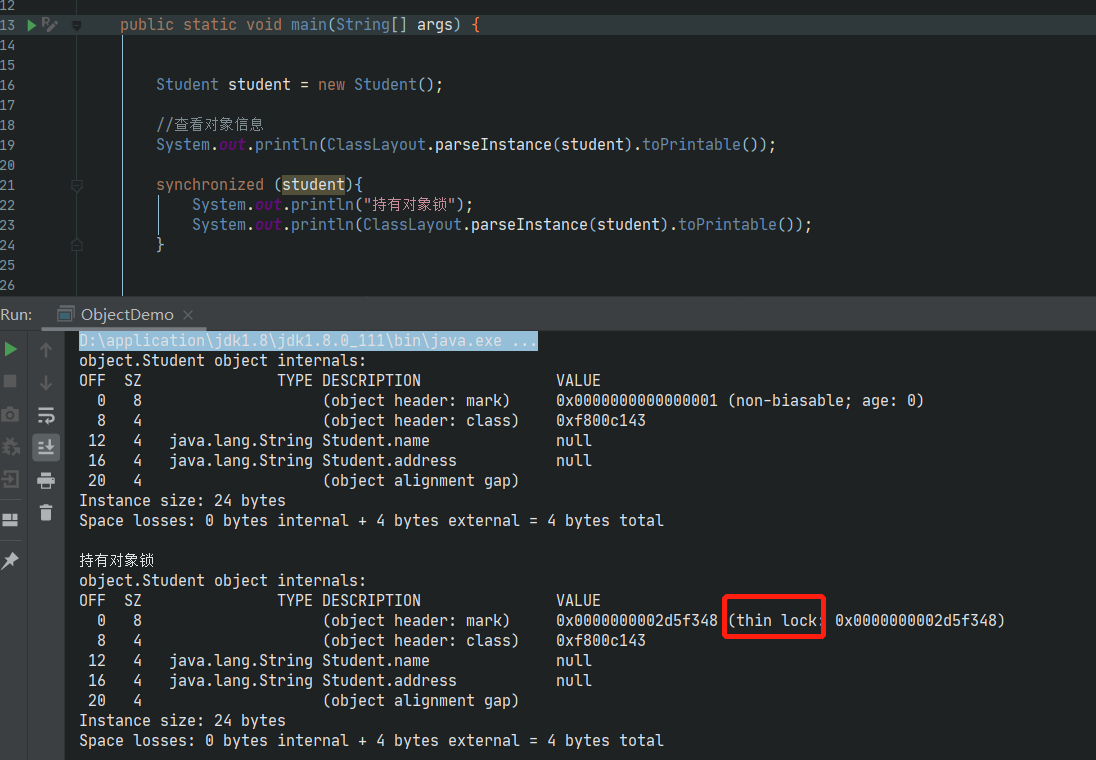 12
13 public static void main(String[] args) {
14
15
16 Student student = new Student();
17
18 //查看对象信息
19 System.out.println(ClassLayout.parseInstance(student).toPrintable());
20
21 synchronized (student){
22 System.out.println("持有对象锁");
23 System.out.println(ClassLayout.parseInstance(student).toPrintable());
24 }
25
26
Run: ObjectDemo ×
D:\application\jdk1.8\jdk1.8.0_111\bin\java.exe ...
object.Student object internals:
OFF SZ TYPE DESCRIPTION VALUE
0 8 (object header: mark) 0x0000000000000001 (non-biasable; age: 0)
8 4 (object header: class) 0xf800c143
12 4 java.lang.String Student.name null
16 4 java.lang.String Student.address null
20 4 (object alignment gap)
Instance size: 24 bytes
Space losses: 0 bytes internal + 4 bytes external = 4 bytes total
持有对象锁
object.Student object internals:
OFF SZ TYPE DESCRIPTION VALUE
0 8 (object header: mark) 0x0000000002d5f348 (thin lock: 0x0000000002d5f348)
8 4 (object header: class) 0xf800c143
12 4 java.lang.String Student.name null
16 4 java.lang.String Student.address null
20 4 (object alignment gap)
Instance size: 24 bytes
Space losses: 0 bytes internal + 4 bytes external = 4 bytes total